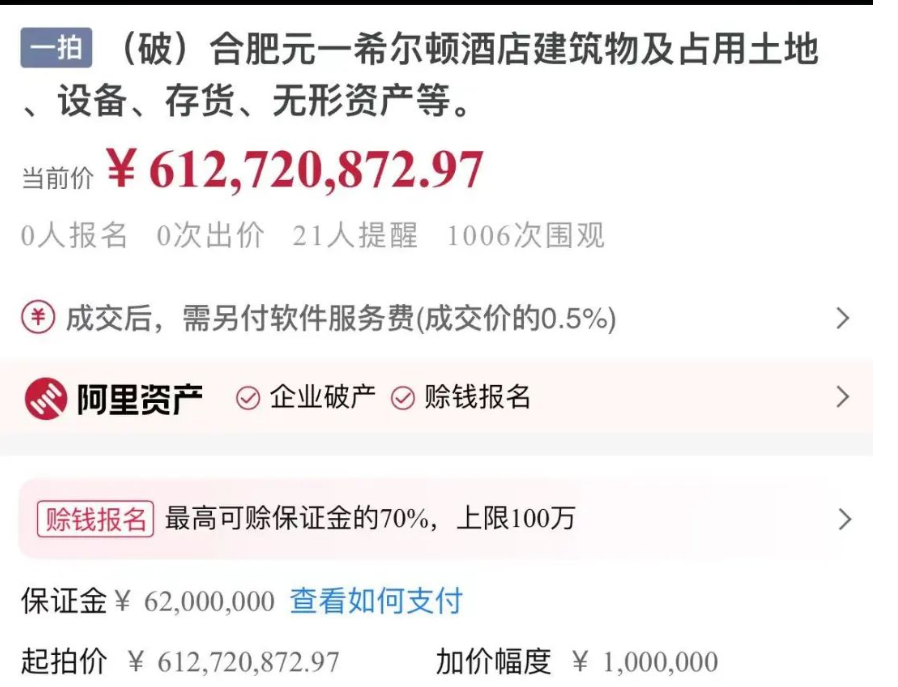 一拍 （破）合肥元一希尔顿酒店建筑物及占用土地
、设备、存货、无形资产等。
当前价 ¥ 612,720,872.97
0人报名 0次出价 21人提醒 1006次围观
¥ 成交后，需另付软件服务费(成交价的0.5%)
阿里资产 企业破产 赊钱报名
赊钱报名 最高可赊保证金的70%，上限100万
保证金 ¥ 62,000,000 查看如何支付
起拍价 ¥ 612,720,872.97 加价幅度 ¥ 1,000,000